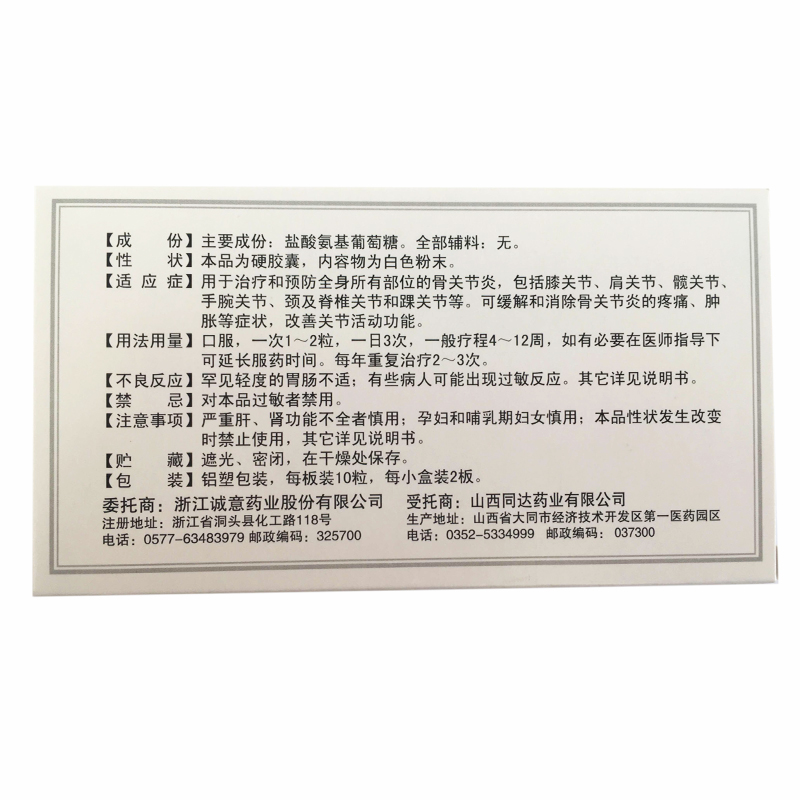 【成份】主要成份：盐酸氨基葡萄糖。全部辅料：无。
【性状】本品为硬胶囊，内容物为白色粉末。
【适应症】用于治疗和预防全身所有部位的骨关节炎，包括膝关节、肩关节、髋关节、
手腕关节、颈及脊椎关节和踝关节等。可缓解和消除骨关节炎的疼痛、肿
胀等症状，改善关节活动功能。
【用法用量】口服，一次1～2粒，一日3次，一般疗程4～12周，如有必要在医师指导下
可延长服药时间。每年重复治疗2～3次。
【不良反应】罕见轻度的胃肠不适；有些病人可能出现过敏反应。其它详见说明书。
【禁忌】对本品过敏者禁用。
【注意事项】严重肝、肾功能不全者慎用；孕妇和哺乳期妇女慎用；本品性状发生改变
时禁止使用，其它详见说明书。
【贮藏】遮光、密闭，在干燥处保存。
【包装】铝塑包装，每板装10粒，每小盒装2板。
委托商：浙江诚意药业股份有限公司 受托商：山西同达药业有限公司
注册地址：浙江省洞头县化工路118号 生产地址：山西省大同市经济技术开发区第一医药园区
电话：0577-63483979 邮政编码：325700 电话：0352-5334999 邮政编码：037300